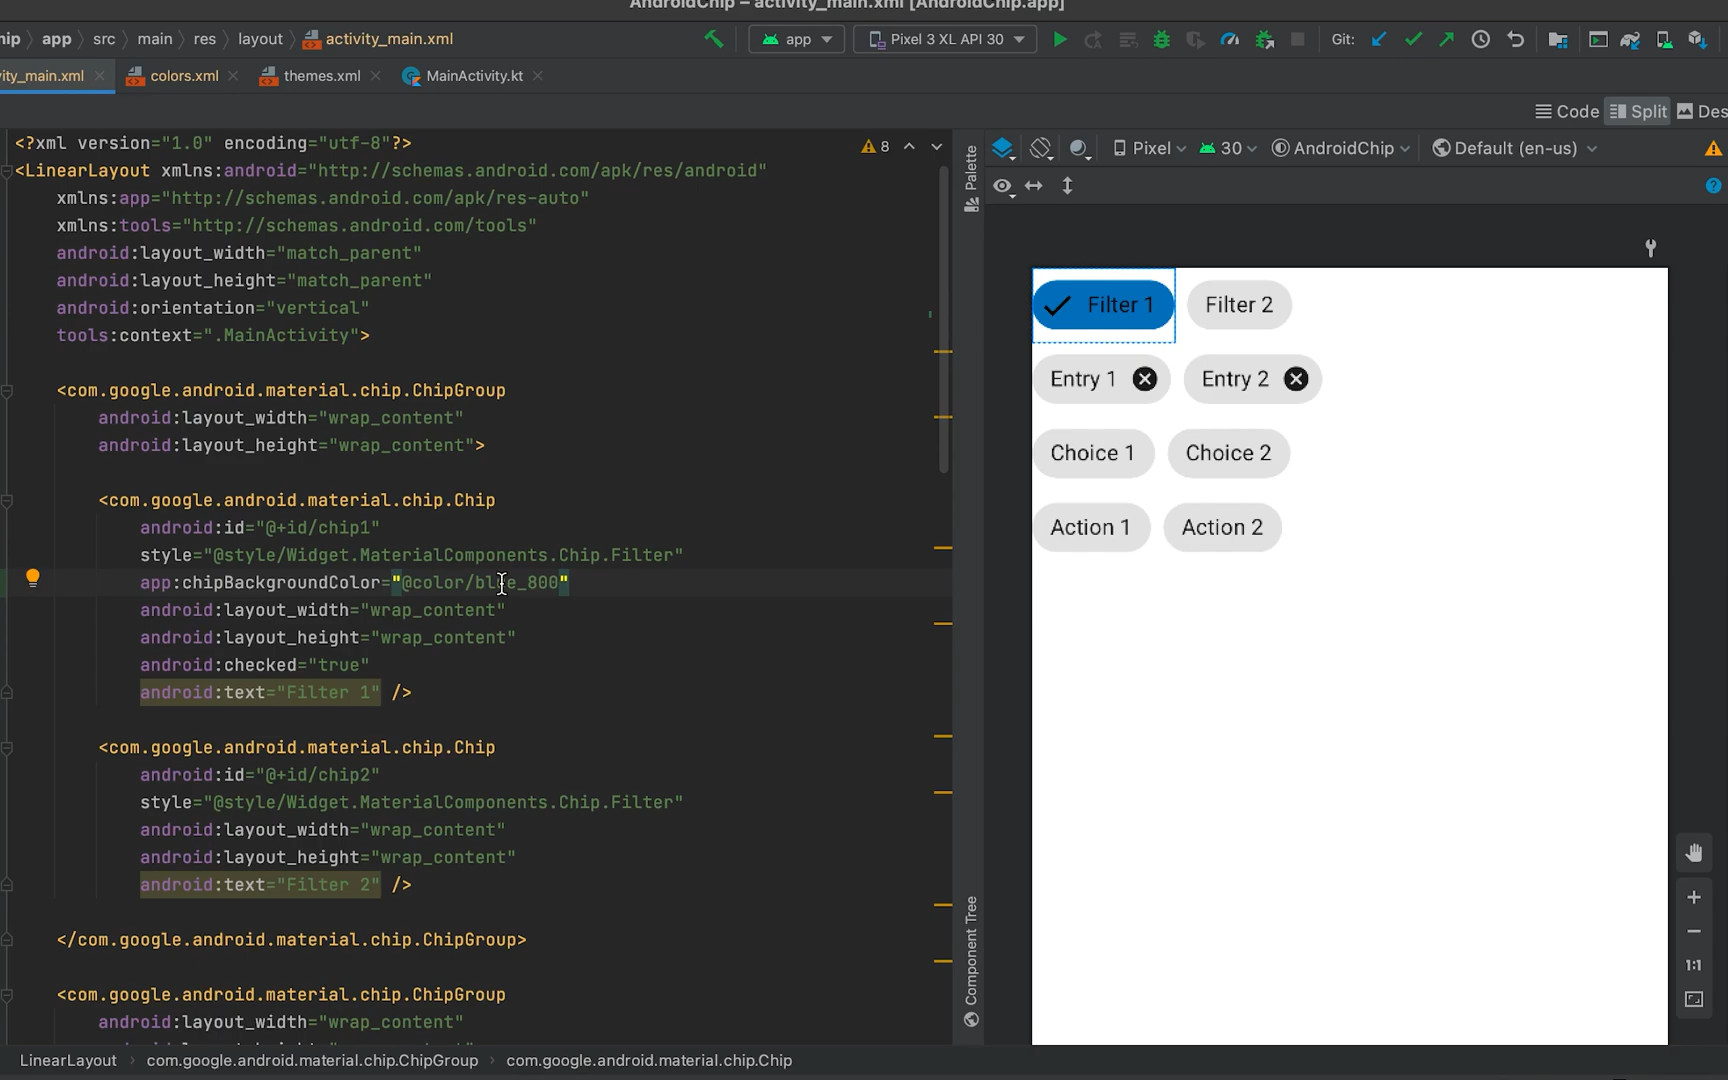 AndroidChip – activity_main.xml [AndroidChip.app]
hip app src main res layout activity_main.xml app Pixel 3 XL API 30 Git:
ity_main.xml colors.xml themes.xml MainActivity.kt
Code Split Des
<?xml version="1.0" encoding="utf-8"?>
8
Palette
Pixel 30 AndroidChip Default (en-us)
<LinearLayout xmlns:android="http://schemas.android.com/apk/res/android"
xmlns:app="http://schemas.android.com/apk/res-auto"
xmlns:tools="http://schemas.android.com/tools"
android:layout_width="match_parent"
android:layout_height="match_parent"
android:orientation="vertical"
tools:context=".MainActivity">
<com.google.android.material.chip.ChipGroup
android:layout_width="wrap_content"
android:layout_height="wrap_content">
<com.google.android.material.chip.Chip
android:id="@+id/chip1"
style="@style/Widget.MaterialComponents.Chip.Filter"
app:chipBackgroundColor="@color/blue_800"
android:layout_width="wrap_content"
android:layout_height="wrap_content"
android:checked="true"
android:text="Filter 1" />
<com.google.android.material.chip.Chip
android:id="@+id/chip2"
style="@style/Widget.MaterialComponents.Chip.Filter"
android:layout_width="wrap_content"
android:layout_height="wrap_content"
android:text="Filter 2" />
</com.google.android.material.chip.ChipGroup>
<com.google.android.material.chip.ChipGroup
android:layout_width="wrap_content"
Filter 1 Filter 2
Entry 1 Entry 2
Choice 1 Choice 2
Action 1 Action 2
Component Tree
1:1
LinearLayout com.google.android.material.chip.ChipGroup com.google.android.material.chip.Chip